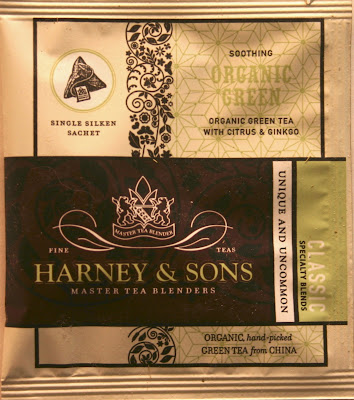 SINGLE SILKEN
SACHET
SOOTHING
ORGANIC
GREEN
ORGANIC GREEN TEA
WITH CITRUS & GINKGO
MASTER TEA BLENDER
FINE
TEAS
HARNEY & SONS
MASTER TEA BLENDERS
UNIQUE AND UNCOMMON
CLASSIC
SPECIALTY BLENDS
ORGANIC, hand-picked
GREEN TEA from CHINA